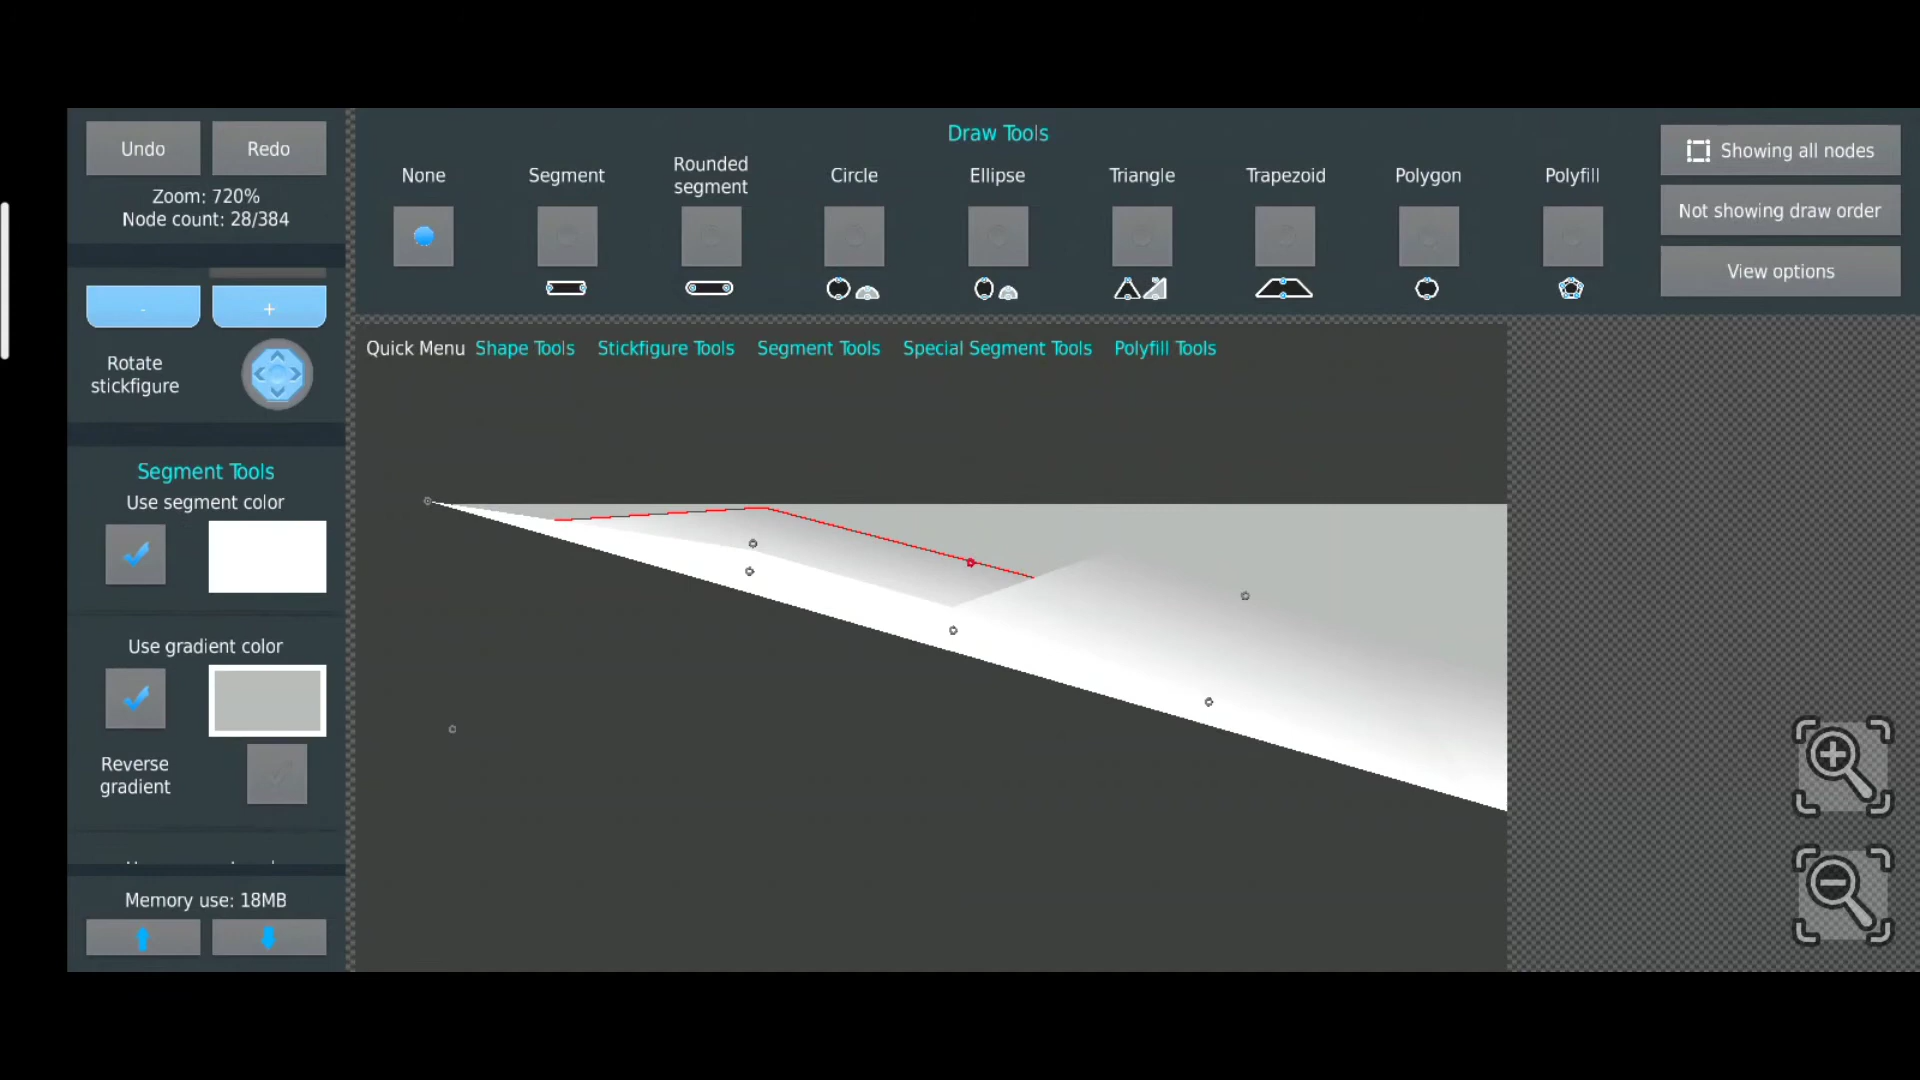 Undo
Redo
Zoom: 720%
Node count: 28/384
-
+
Rotate
stickfigure
Segment Tools
Use segment color
Use gradient color
Reverse
gradient
Memory use: 18MB
Draw Tools
None
Segment
Rounded
segment
Circle
Ellipse
Triangle
Trapezoid
Polygon
Polyfill
Showing all nodes
Not showing draw order
View options
Quick Menu Shape Tools Stickfigure Tools Segment Tools Special Segment Tools Polyfill Tools